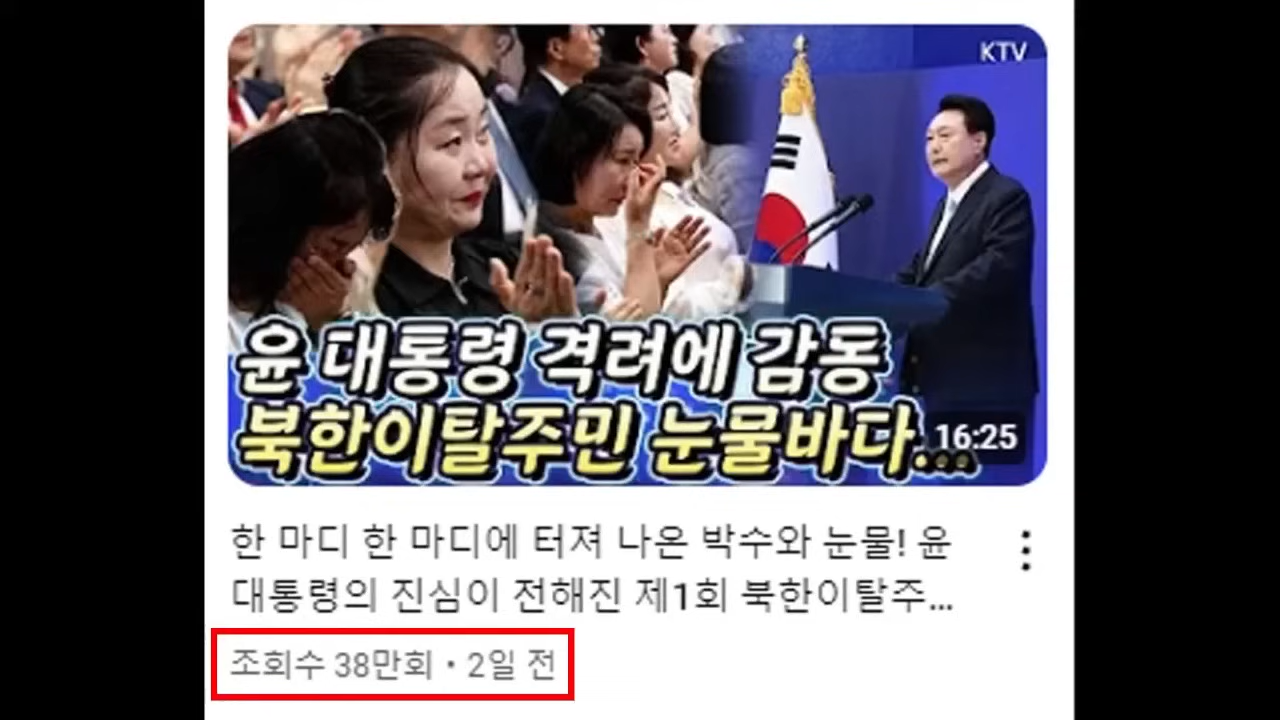 KTV
윤 대통령 격려에 감동
북한이탈주민 눈물바다...
16:25
한 마디 한 마디에 터져 나온 박수와 눈물! 윤
대통령의 진심이 전해진 제1회 북한이탈주...
조회수 38만회 • 2일 전